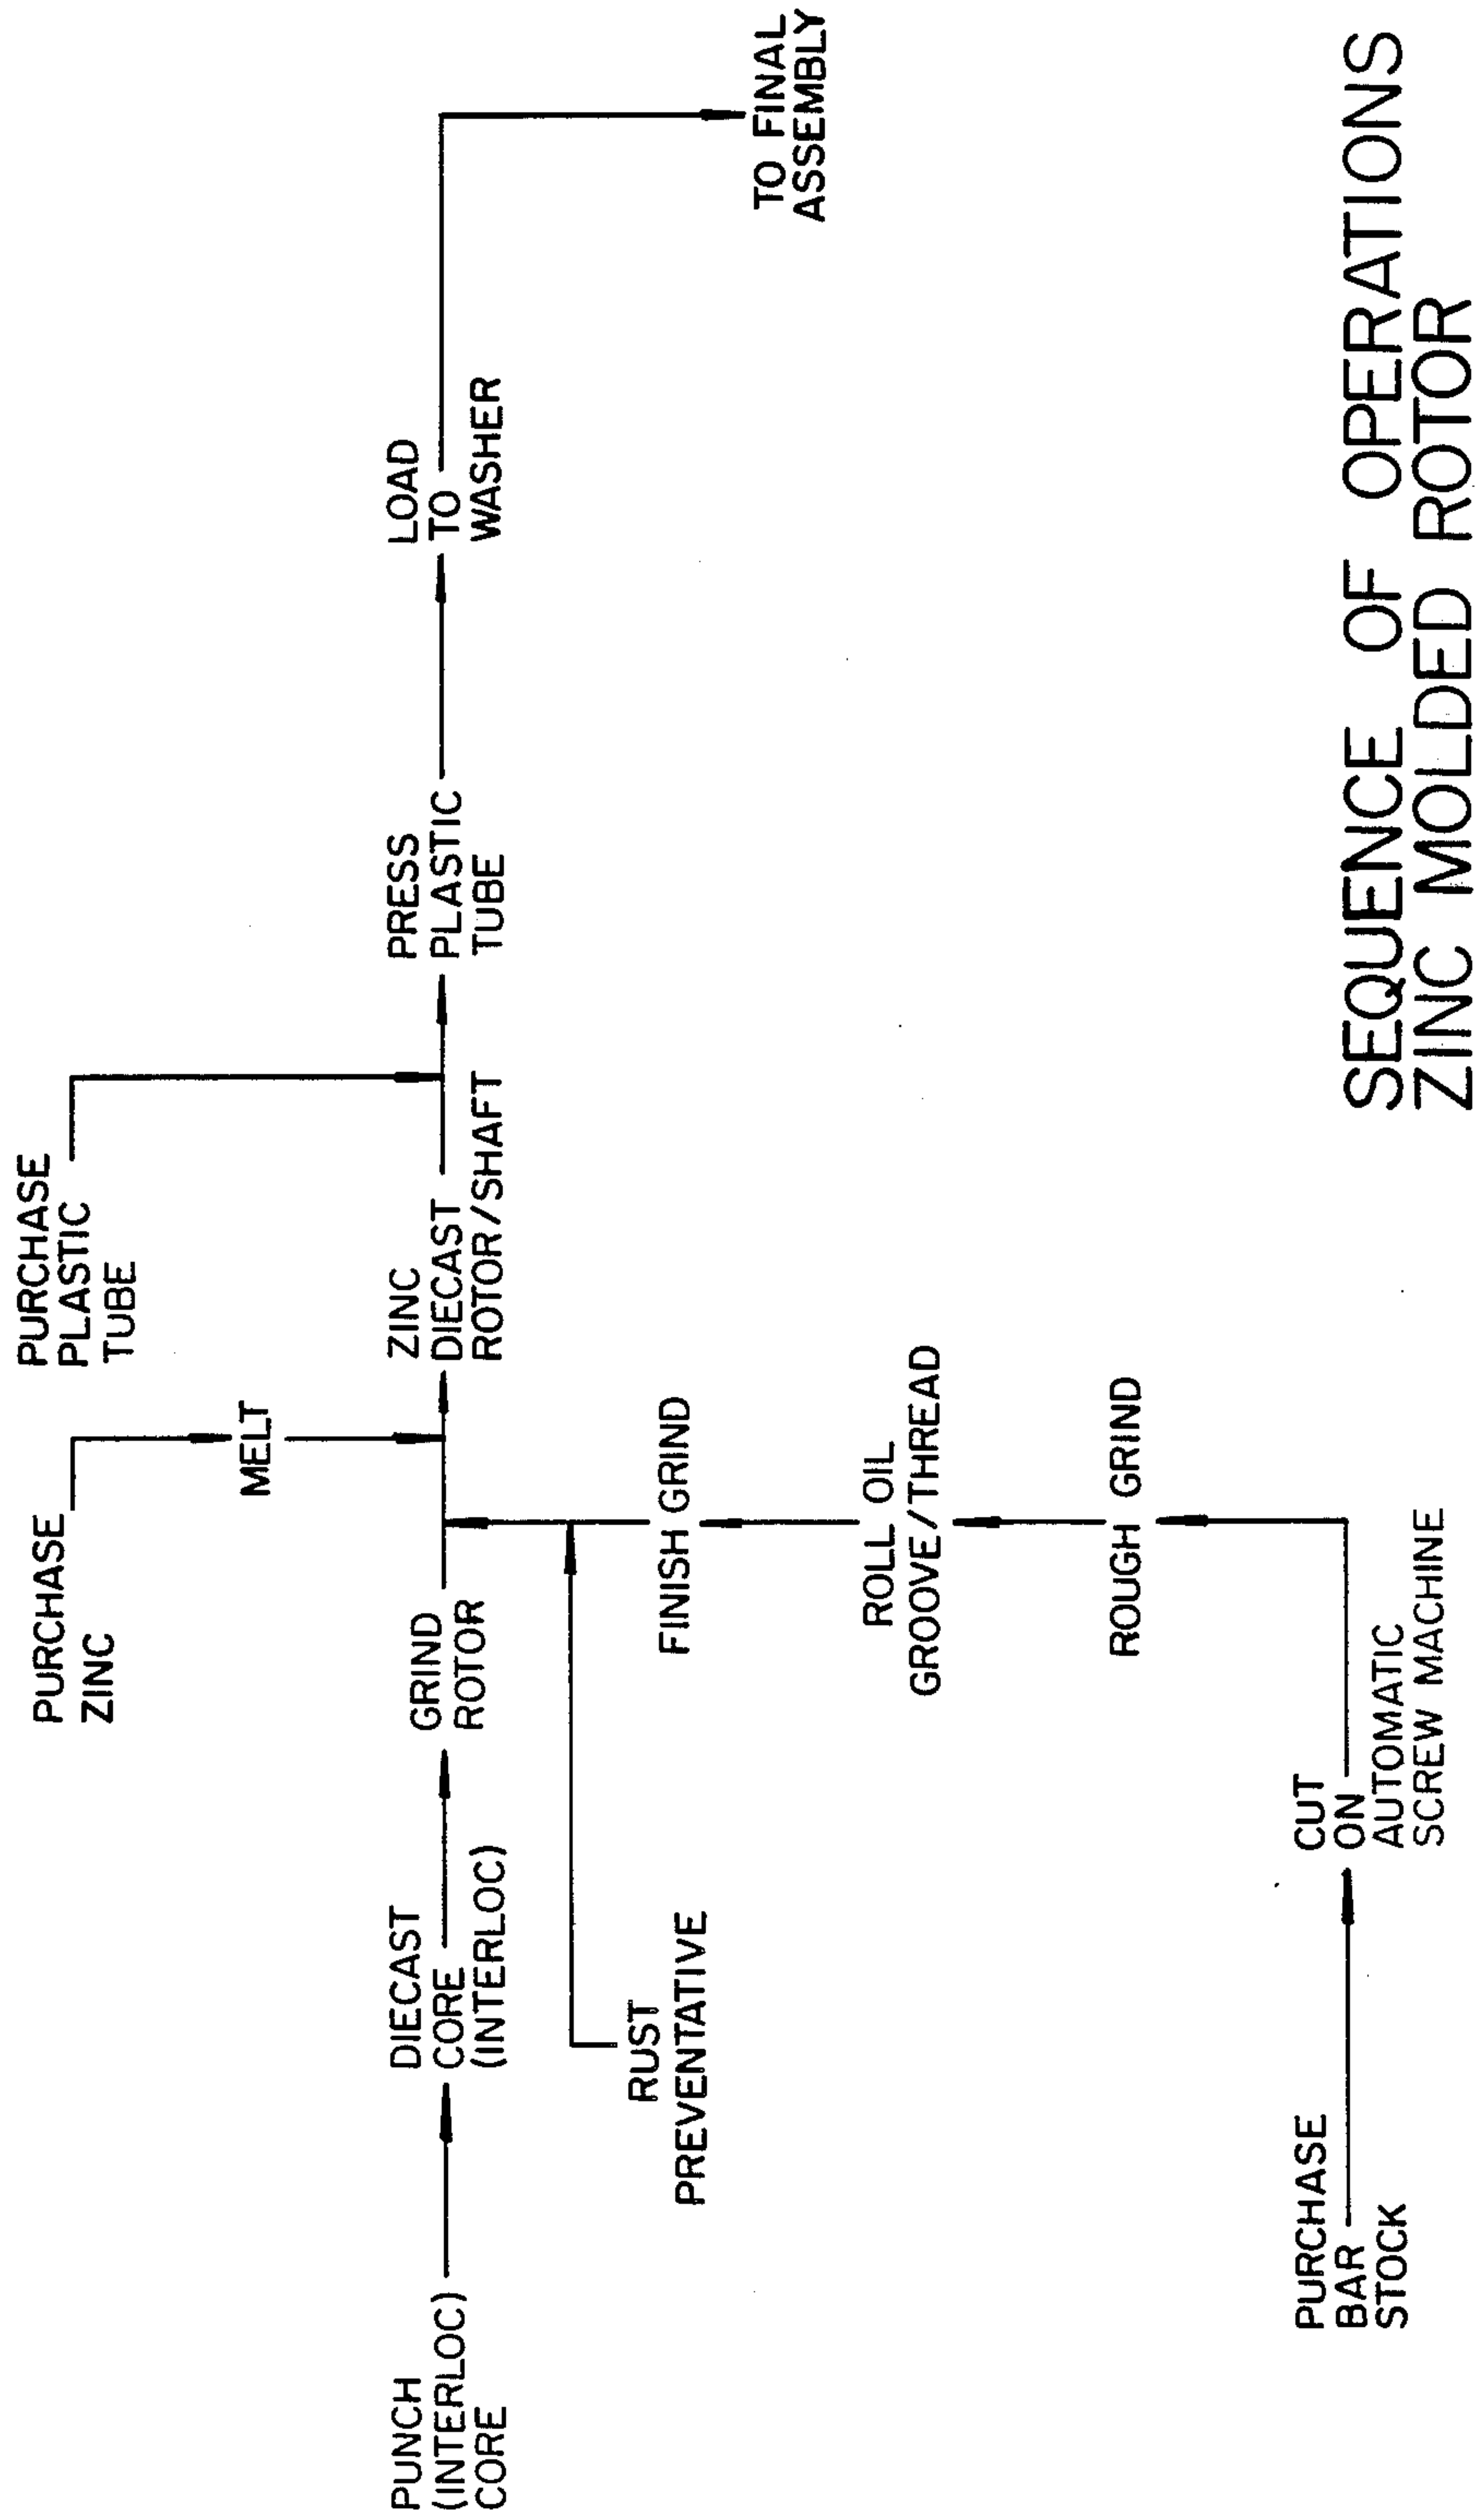 PURCHASE
ZINC
MELT
PURCHASE
PLASTIC
TUBE
PUNCH
(INTERLOC)
CORE
DIECAST
CORE
(INTERLOC)
GRIND
ROTOR
ZINC
DIECAST
ROTOR/SHAFT
PRESS
PLASTIC
TUBE
LOAD
TO
WASHER
TO FINAL
ASSEMBLY
RUST
PREVENTATIVE
FINISH GRIND
ROLL OIL
GROOVE/THREAD
ROUGH GRIND
PURCHASE
BAR
STOCK
CUT
ON
AUTOMATIC
SCREW MACHINE
SEQUENCE OF OPERATIONS
ZINC MOLDED ROTOR